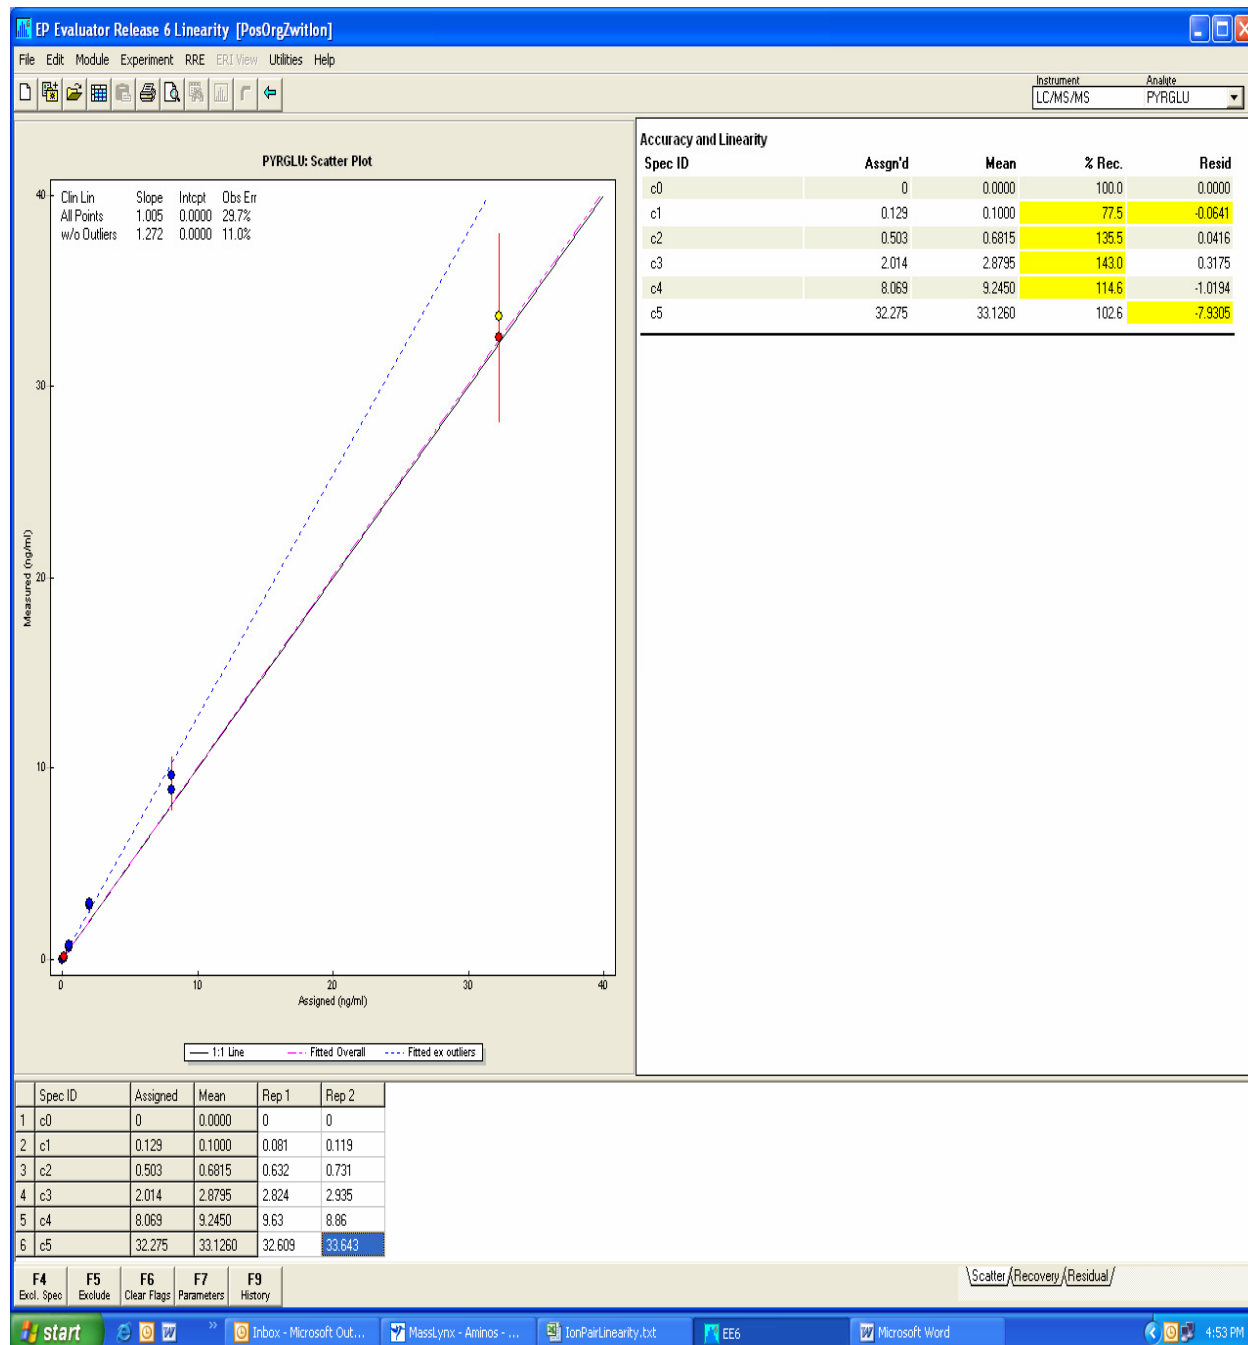 EP Evaluator Release 6 Linearity [PosOrgZwitIon]
File Edit Module Experiment RRE ERI View Utilities Help
Instrument Analyte
LC/MS/MS PYRGLU
PYRGLU: Scatter Plot
Clin Lin Slope Intcpt Obs Err
All Points 1.005 0.0000 29.7%
w/o Outliers 1.272 0.0000 11.0%
40
30
20
10
0
Measured (ng/ml)
0 10 20 30 40
Assigned (ng/ml)
1:1 Line Fitted Overall Fitted ex outliers
Accuracy and Linearity
Spec ID Assgn'd Mean % Rec. Resid
c0 0 0.0000 100.0 0.0000
c1 0.129 0.1000 77.5 -0.0641
c2 0.503 0.6815 135.5 0.0416
c3 2.014 2.8795 143.0 0.3175
c4 8.069 9.2450 114.6 -1.0194
c5 32.275 33.1260 102.6 -7.9305
Spec ID Assigned Mean Rep 1 Rep 2
1 c0 0 0.0000 0 0
2 c1 0.129 0.1000 0.081 0.119
3 c2 0.503 0.6815 0.632 0.731
4 c3 2.014 2.8795 2.824 2.935
5 c4 8.069 9.2450 9.63 8.86
6 c5 32.275 33.1260 32.609 33.643
F4 F5 F6 F7 F9
Excl. Spec Exclude Clear Flags Parameters History
Scatter Recovery Residual
start » Inbox - Microsoft Out... MassLynx - Aminos - ... IonPairLinearity.txt EE6 Microsoft Word 4:53 PM